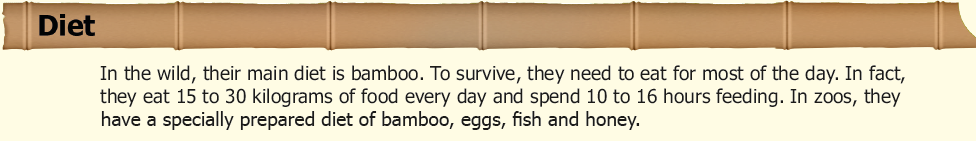 Diet
In the wild, their main diet is bamboo. To survive, they need to eat for most of the day. In fact,
they eat 15 to 30 kilograms of food every day and spend 10 to 16 hours feeding. In zoos, they
have a specially prepared diet of bamboo, eggs, fish and honey.